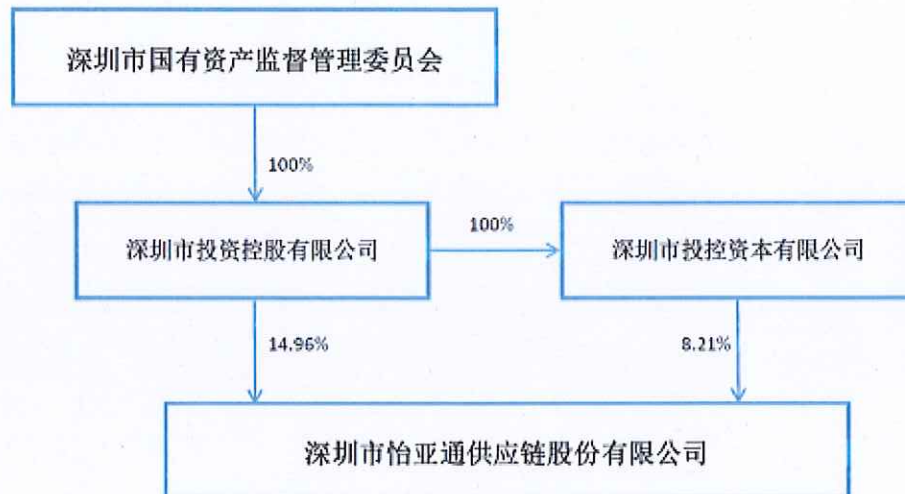 深圳市国有资产监督管理委员会
100%
深圳市投资控股有限公司
100%
深圳市投控资本有限公司
14.96%
8.21%
深圳市怡亚通供应链股份有限公司